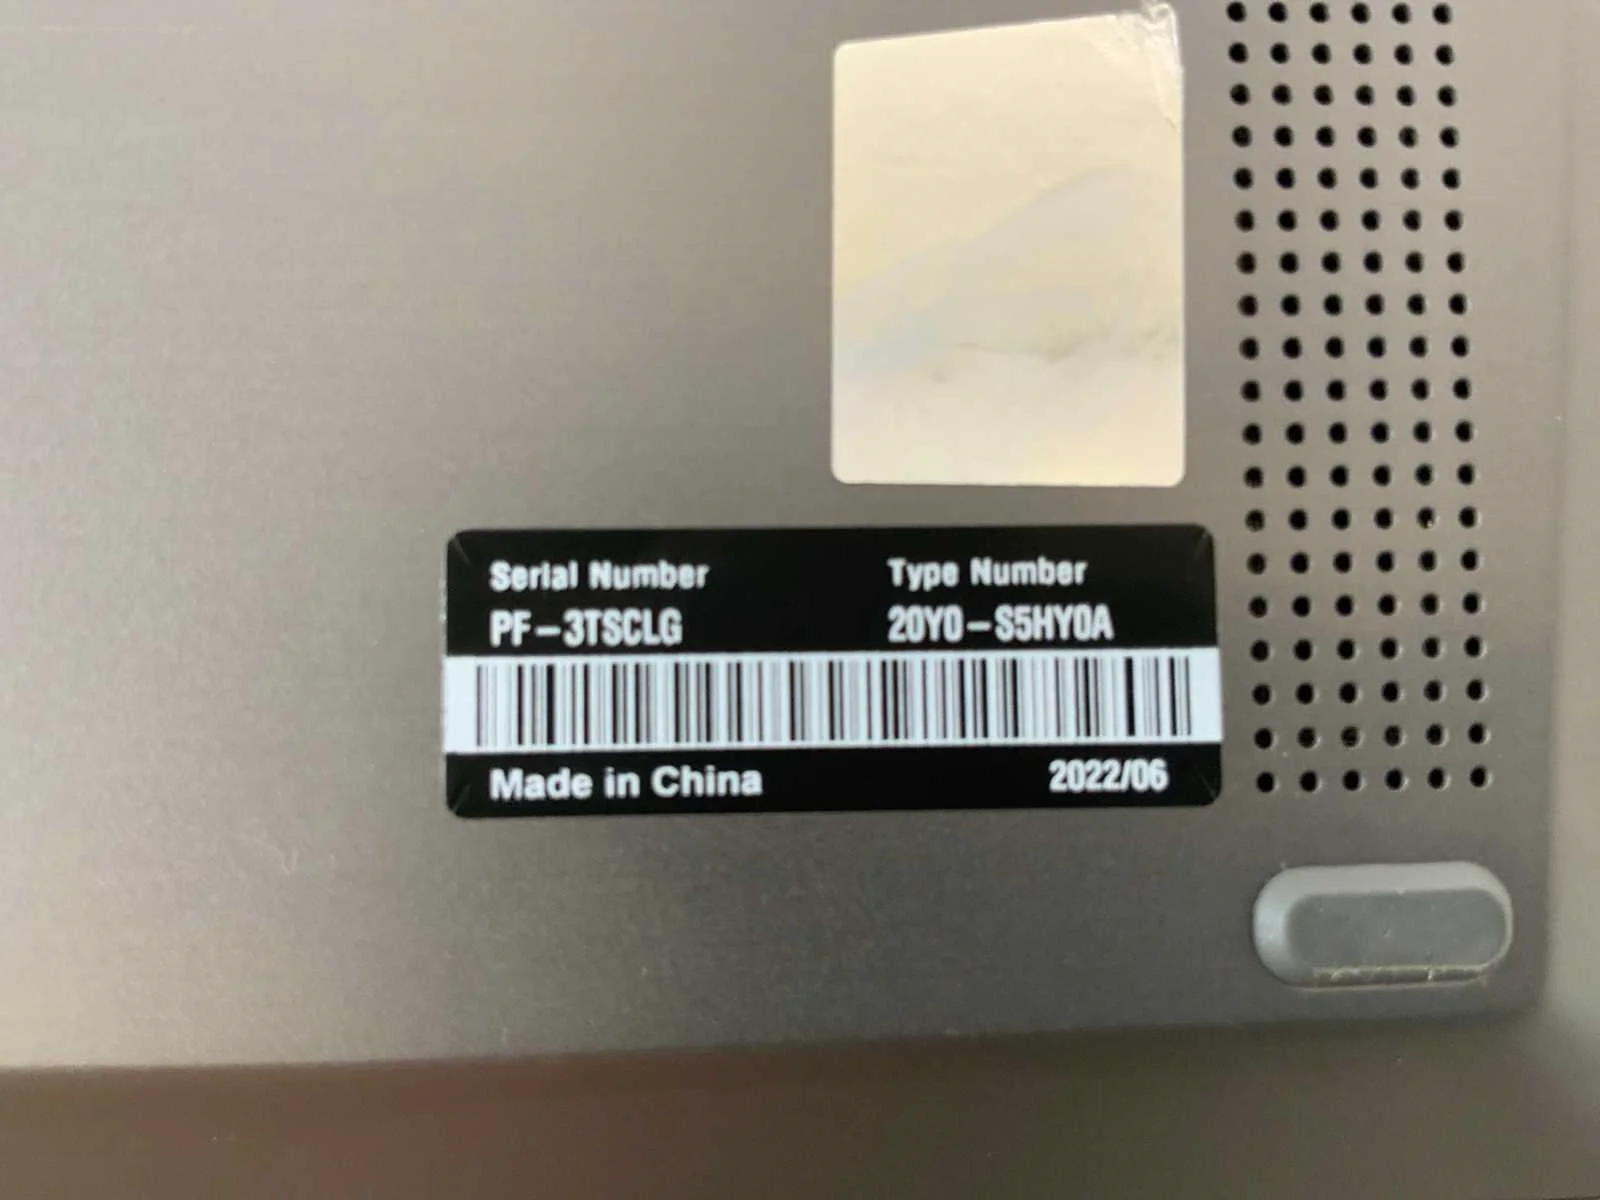 Serial Number Type Number
PF-3TSCLG 20Y0-S5HY0A
Made in China 2022/06